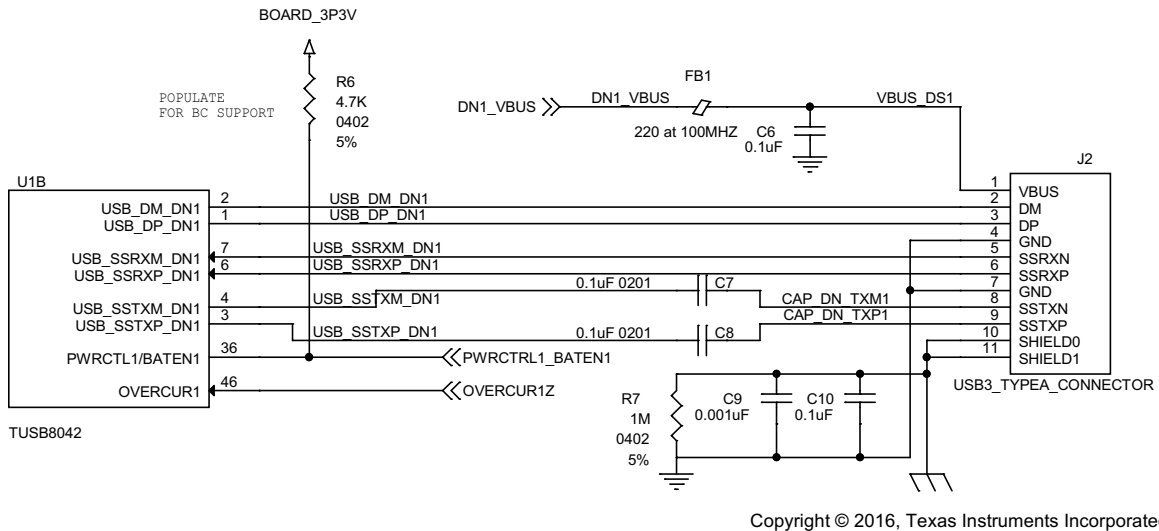 BOARD_3P3V
R6
4.7K
0402
5%
POPULATE
FOR BC SUPPORT
FB1
DN1_VBUS
DN1_VBUS
VBUS_DS1
220 at 100MHZ
C6
0.1uF
J2
U1B
1
VBUS
USB_DM_DN1
2
USB_DM_DN1
2
DM
USB_DP_DN1
1
USB_DP_DN1
3
DP
4
GND
USB_SSRXM_DN1
7
USB_SSRXM_DN1
5
SSRXN
USB_SSRXP_DN1
6
USB_SSRXP_DN1
6
SSRXP
0.1uF 0201
C7
7
GND
USB_SSTXM_DN1
4
USB_SSTXM_DN1
CAP_DN_TXM1
8
SSTXN
USB_SSTXP_DN1
3
USB_SSTXP_DN1
0.1uF 0201
C8
CAP_DN_TXP1
9
SSTXP
10
SHIELD0
PWRCTL1/BATEN1
36
PWRCTRL1_BATEN1
11
SHIELD1
OVERCUR1
46
OVERCUR1Z
USB3_TYPEA_CONNECTOR
R7
1M
0402
5%
C9
0.001uF
C10
0.1uF
TUSB8042
Copyright © 2016, Texas Instruments Incorporate